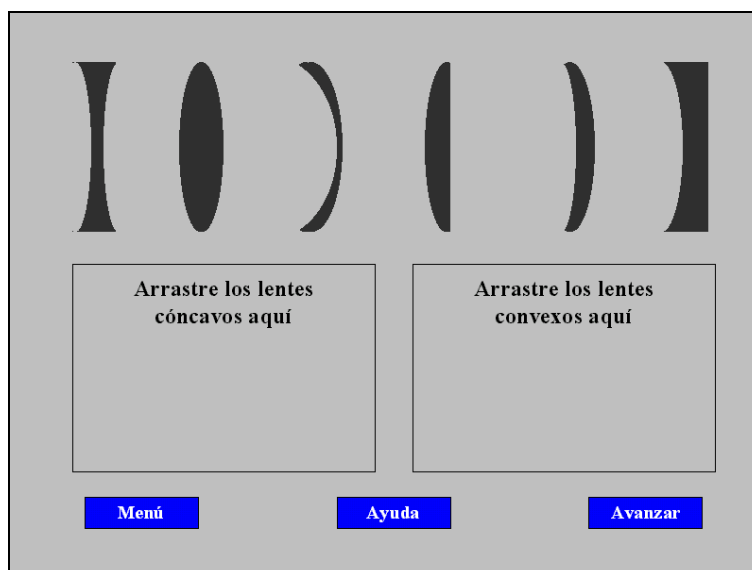 Arrastre los lentes
cóncavos aquí
Arrastre los lentes
convexos aquí
Menú
Ayuda
Avanzar